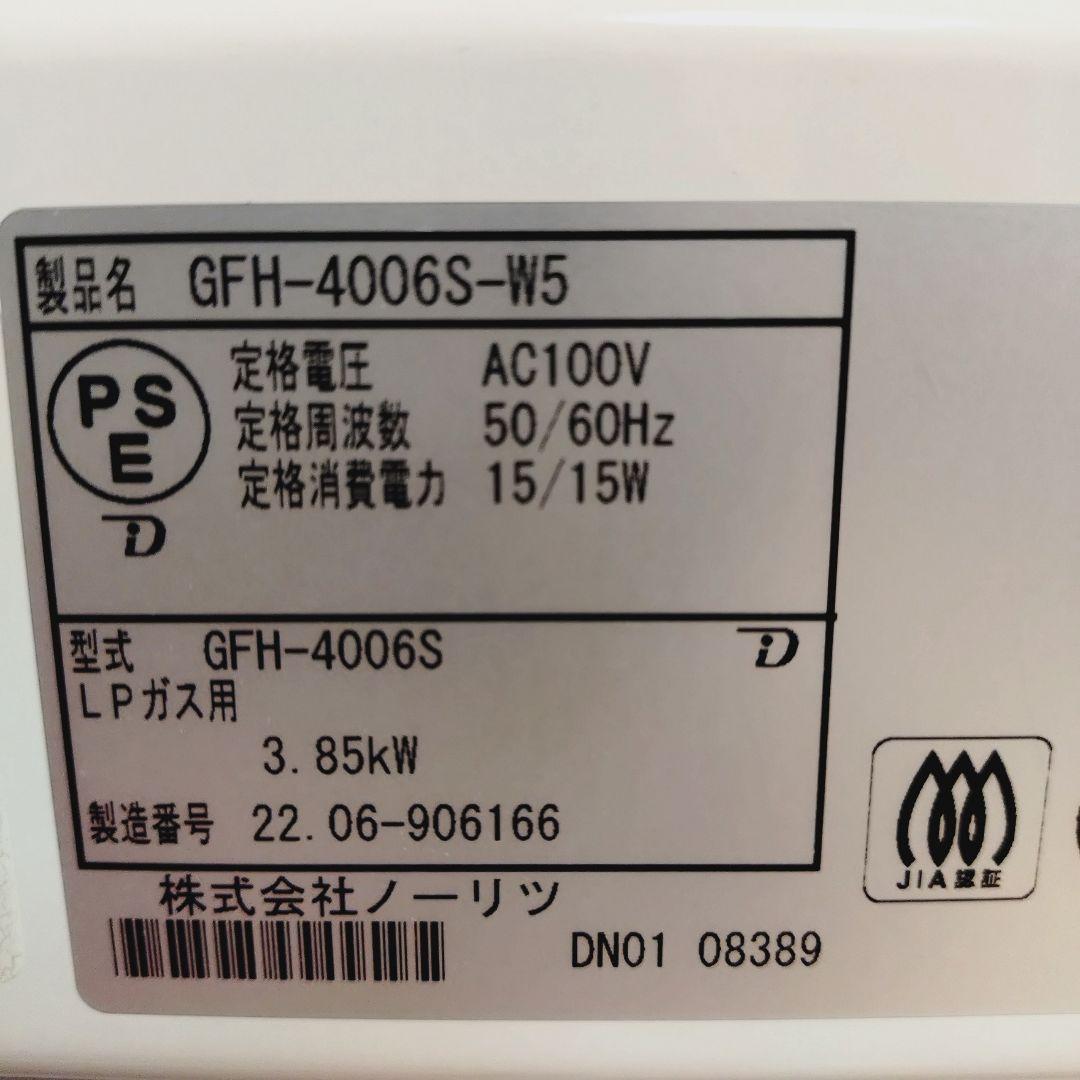 製品名 GFH-4006S-W5
PS
E
定格電圧 AC100V
定格周波数 50/60Hz
定格消費電力 15/15W
型式 GFH-4006S
LPガス用
3.85kW
製造番号 22.06-906166
株式会社ノーリツ
DN01 08389
JIA認証